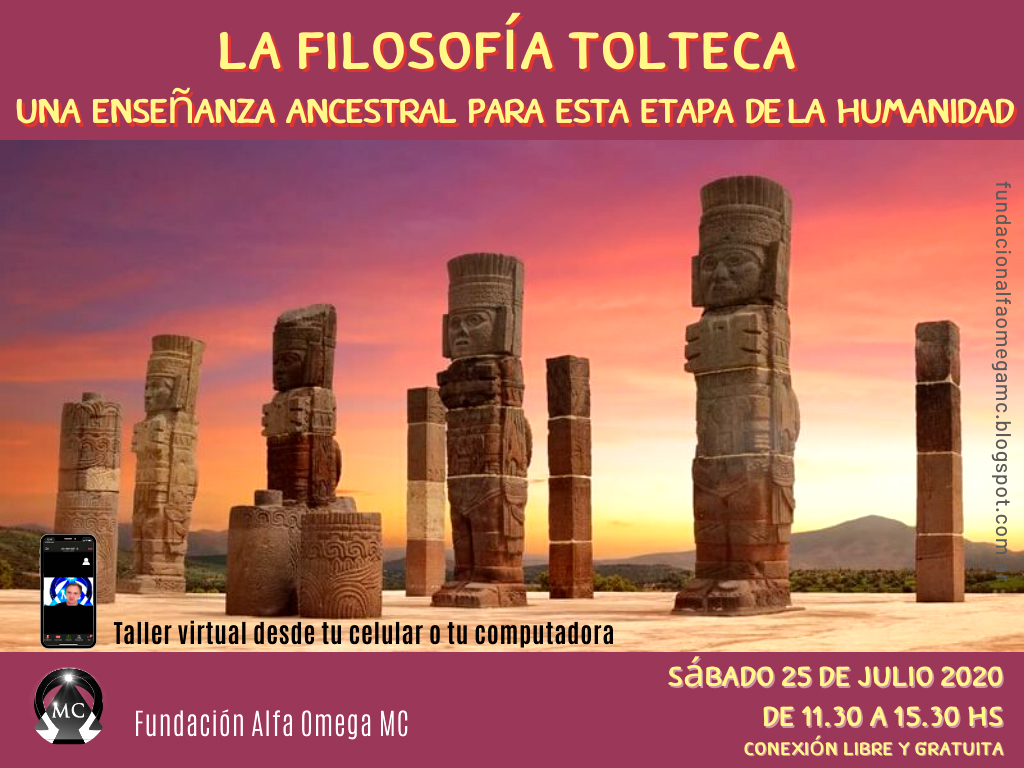 LA FILOSOFÍA TOLTECA
UNA ENSEÑANZA ANCESTRAL PARA ESTA ETAPA DE LA HUMANIDAD
fundacionalfaomegamc.blogspot.com
Taller virtual desde tu celular o tu computadora
MC
Fundación Alfa Omega MC
SÁBADO 25 DE JULIO 2020
DE 11.30 A 15.30 HS
CONEXIÓN LIBRE Y GRATUITA